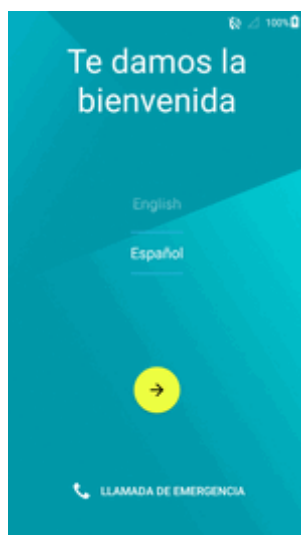 100%
Te damos la
bienvenida
English
Español
LLAMADA DE EMERGENCIA